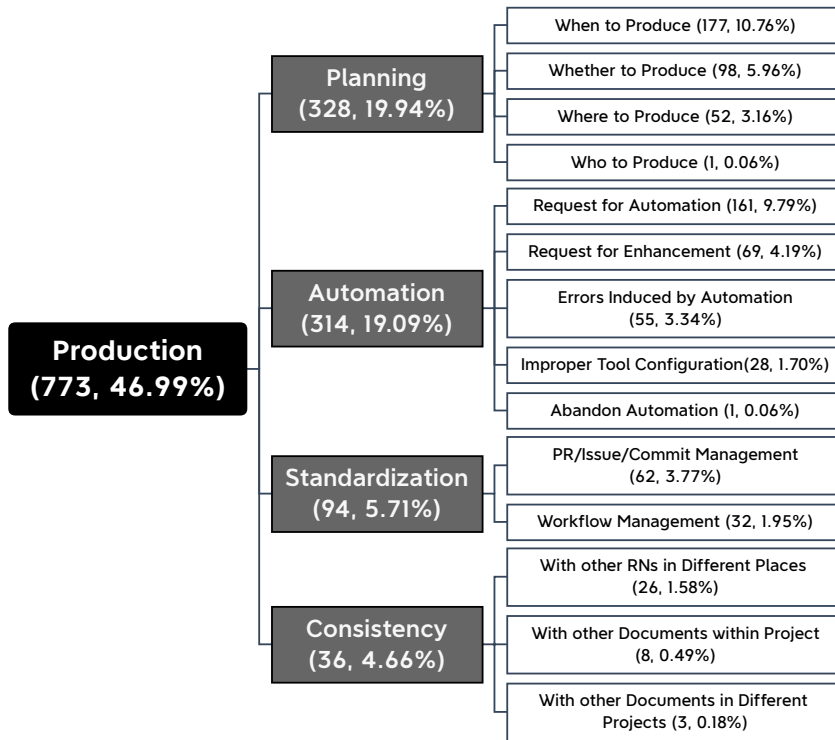 Production
(773, 46.99%)
Planning
(328, 19.94%)
When to Produce (177, 10.76%)
Whether to Produce (98, 5.96%)
Where to Produce (52, 3.16%)
Who to Produce (1, 0.06%)
Automation
(314, 19.09%)
Request for Automation (161, 9.79%)
Request for Enhancement (69, 4.19%)
Errors Induced by Automation
(55, 3.34%)
Improper Tool Configuration(28, 1.70%)
Abandon Automation (1, 0.06%)
Standardization
(94, 5.71%)
PR/Issue/Commit Management
(62, 3.77%)
Workflow Management (32, 1.95%)
Consistency
(36, 4.66%)
With other RNs in Different Places
(26, 1.58%)
With other Documents within Project
(8, 0.49%)
With other Documents in Different
Projects (3, 0.18%)